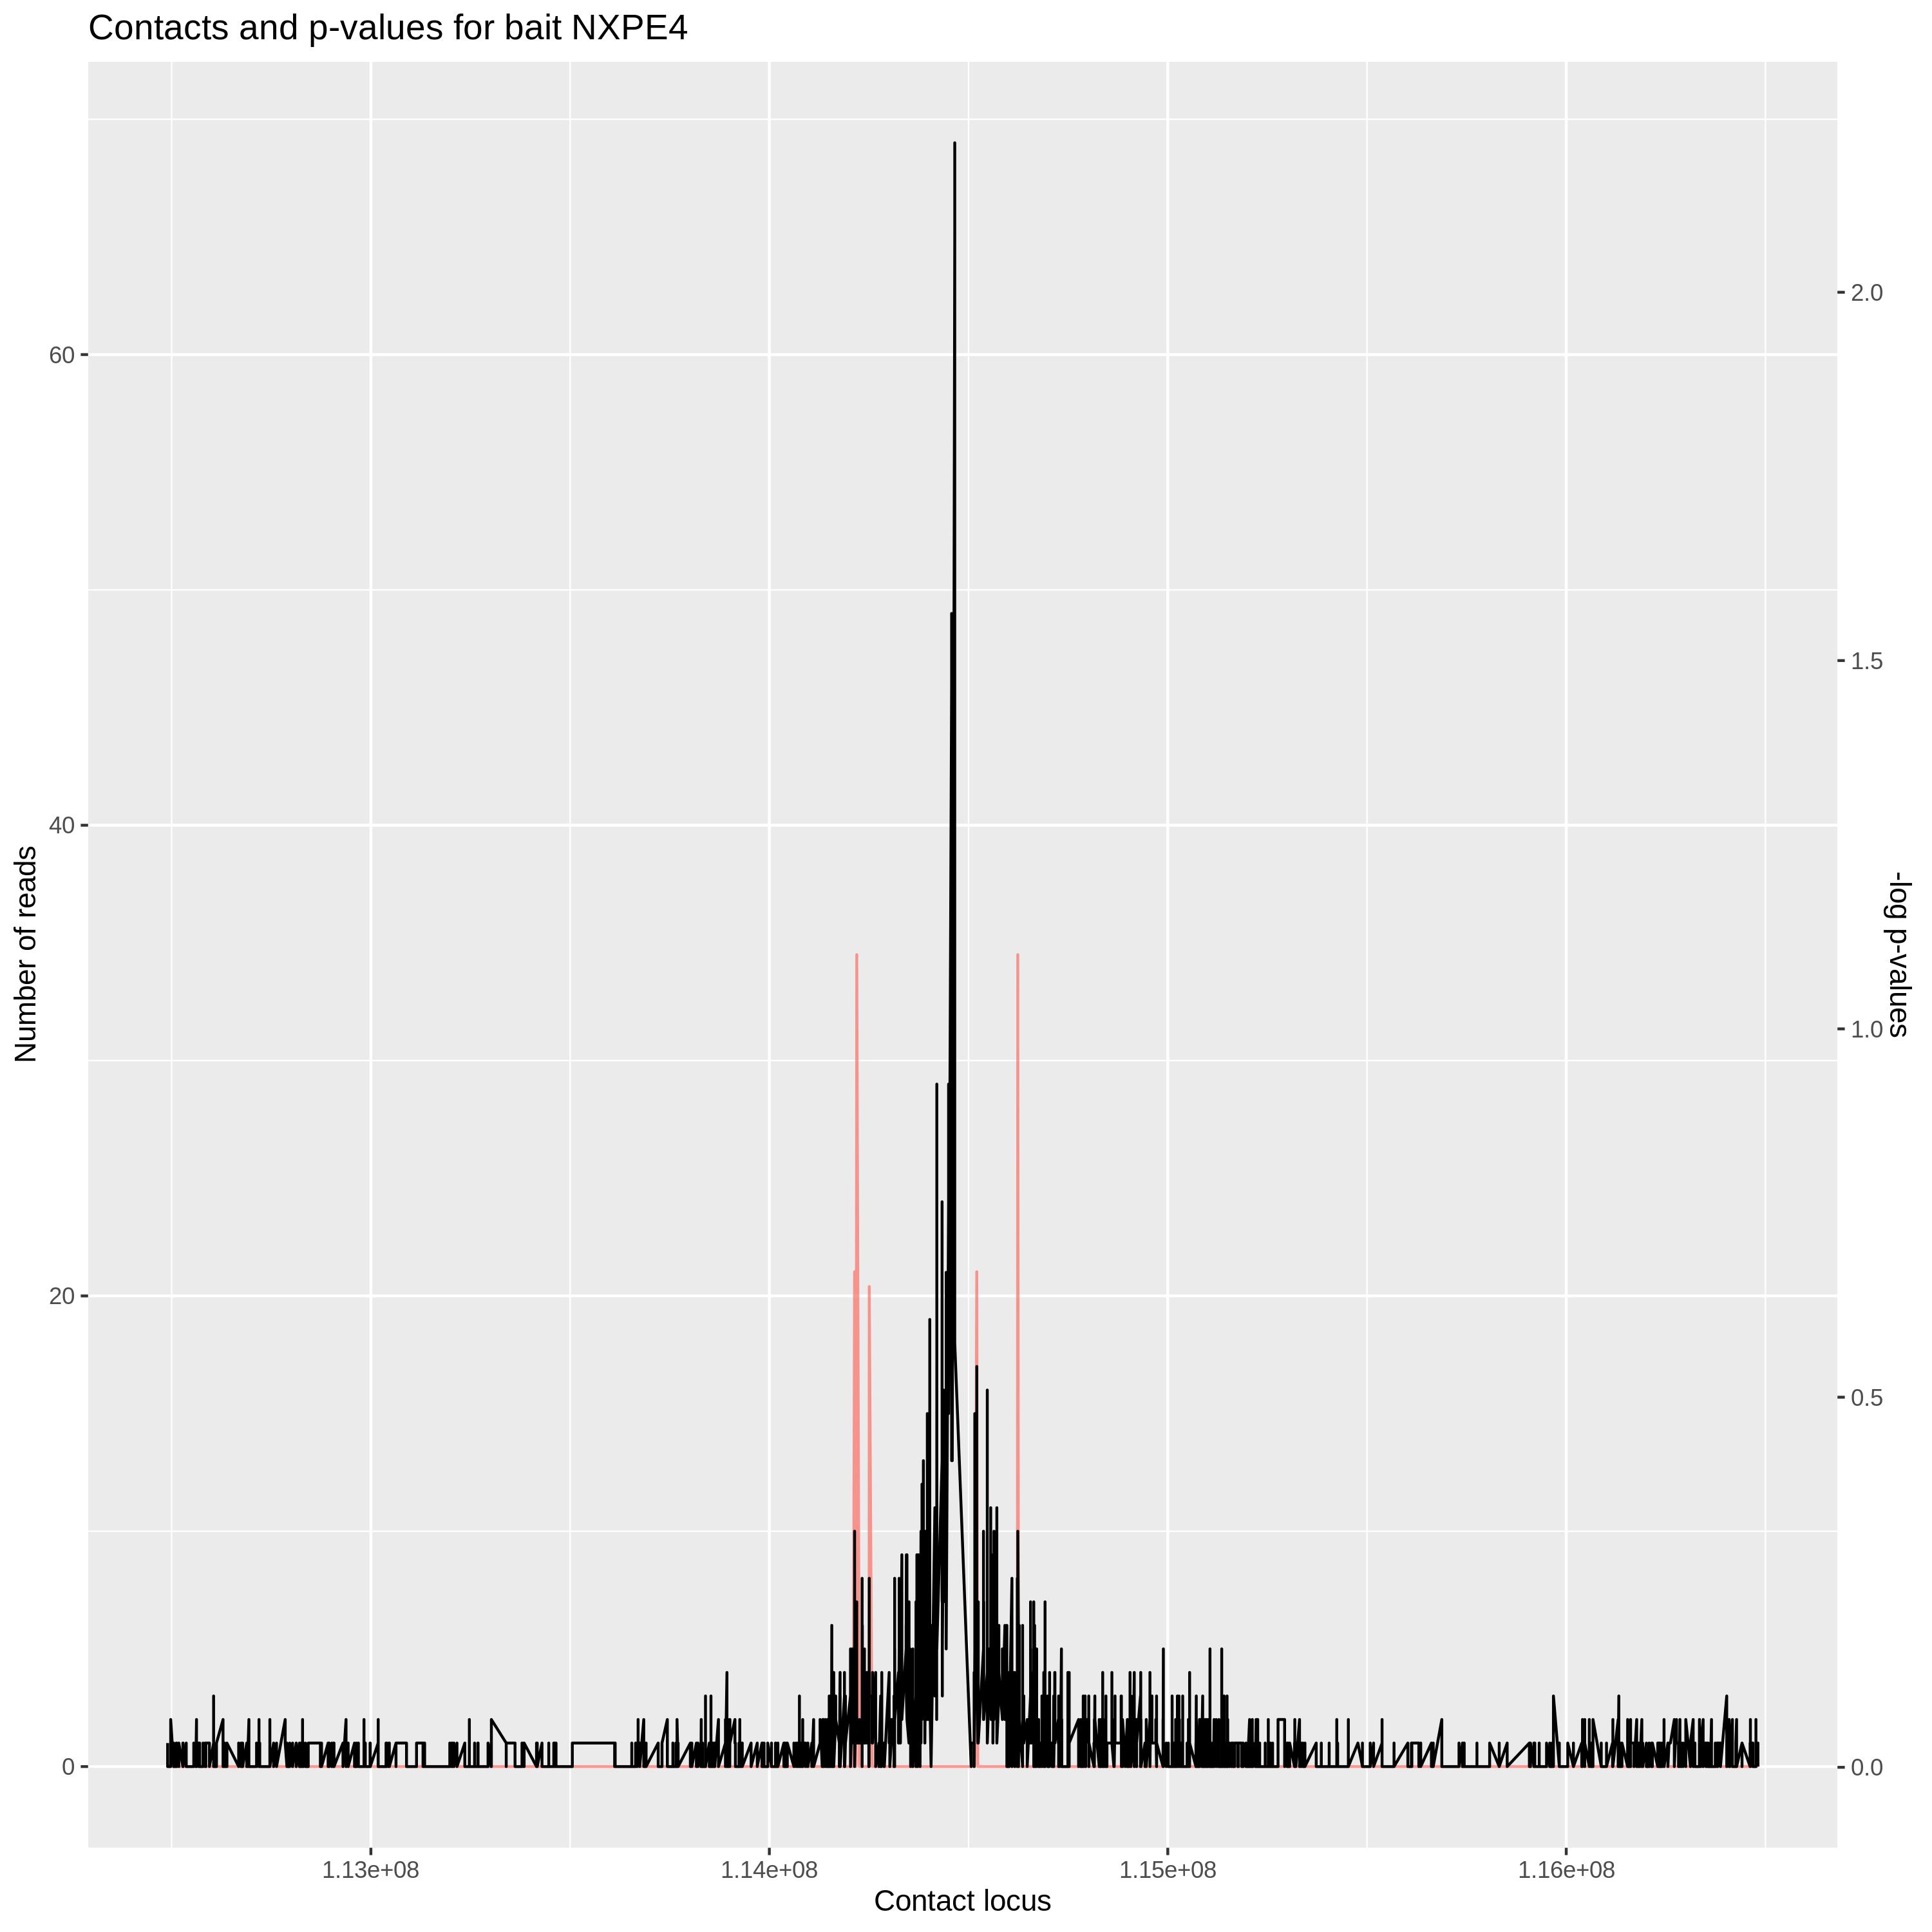 Contacts and p-values for bait NXPE4
Number of reads
60
40
20
0
2.0
1.5
1.0
0.5
0.0
-log p-values
1.13e+08
1.14e+08
1.15e+08
1.16e+08
Contact locus